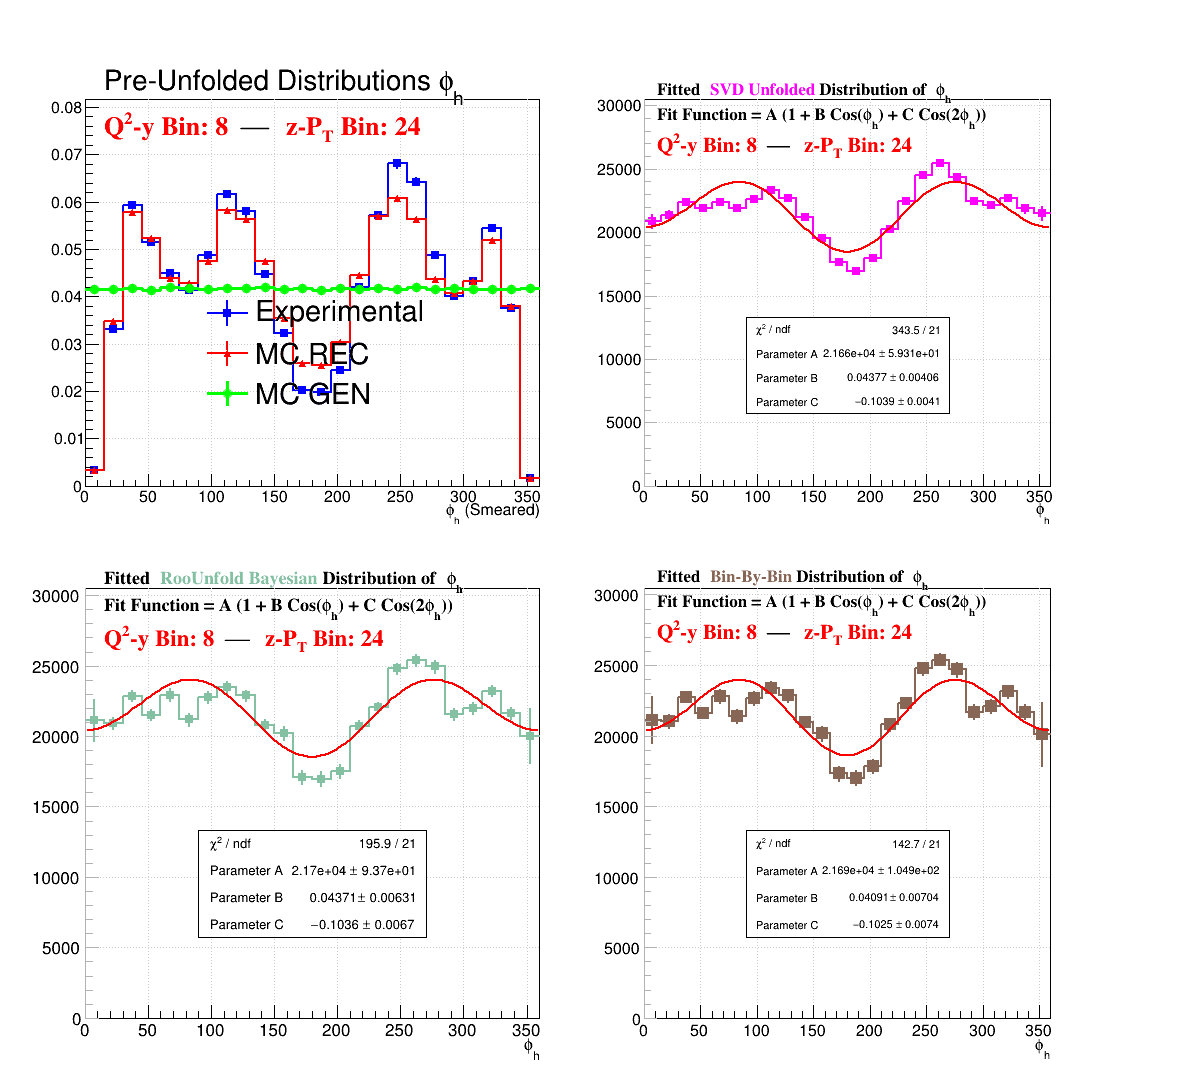 Pre-Unfolded Distributions ϕh
Q²-y Bin: 8 — z-PT Bin: 24
0.08
0.07
0.06
0.05
0.04
0.03
0.02
0.01
0
Experimental
MC REC
MC GEN
0 50 100 150 200 250 300 350
ϕh (Smeared)
Fitted SVD Unfolded Distribution of ϕh
Fit Function = A (1 + B Cos(ϕh) + C Cos(2ϕh))
Q²-y Bin: 8 — z-PT Bin: 24
30000
25000
20000
15000
10000
5000
0
χ² / ndf 343.5 / 21
Parameter A 2.166e+04 ± 5.931e+01
Parameter B 0.04377 ± 0.00406
Parameter C −0.1039 ± 0.0041
0 50 100 150 200 250 300 350
ϕh
Fitted RooUnfold Bayesian Distribution of ϕh
Fit Function = A (1 + B Cos(ϕh) + C Cos(2ϕh))
Q²-y Bin: 8 — z-PT Bin: 24
30000
25000
20000
15000
10000
5000
0
χ² / ndf 195.9 / 21
Parameter A 2.17e+04 ± 9.37e+01
Parameter B 0.04371 ± 0.00631
Parameter C −0.1036 ± 0.0067
0 50 100 150 200 250 300 350
ϕh
Fitted Bin-By-Bin Distribution of ϕh
Fit Function = A (1 + B Cos(ϕh) + C Cos(2ϕh))
Q²-y Bin: 8 — z-PT Bin: 24
30000
25000
20000
15000
10000
5000
0
χ² / ndf 142.7 / 21
Parameter A 2.169e+04 ± 1.049e+02
Parameter B 0.04091 ± 0.00704
Parameter C −0.1025 ± 0.0074
0 50 100 150 200 250 300 350
ϕh